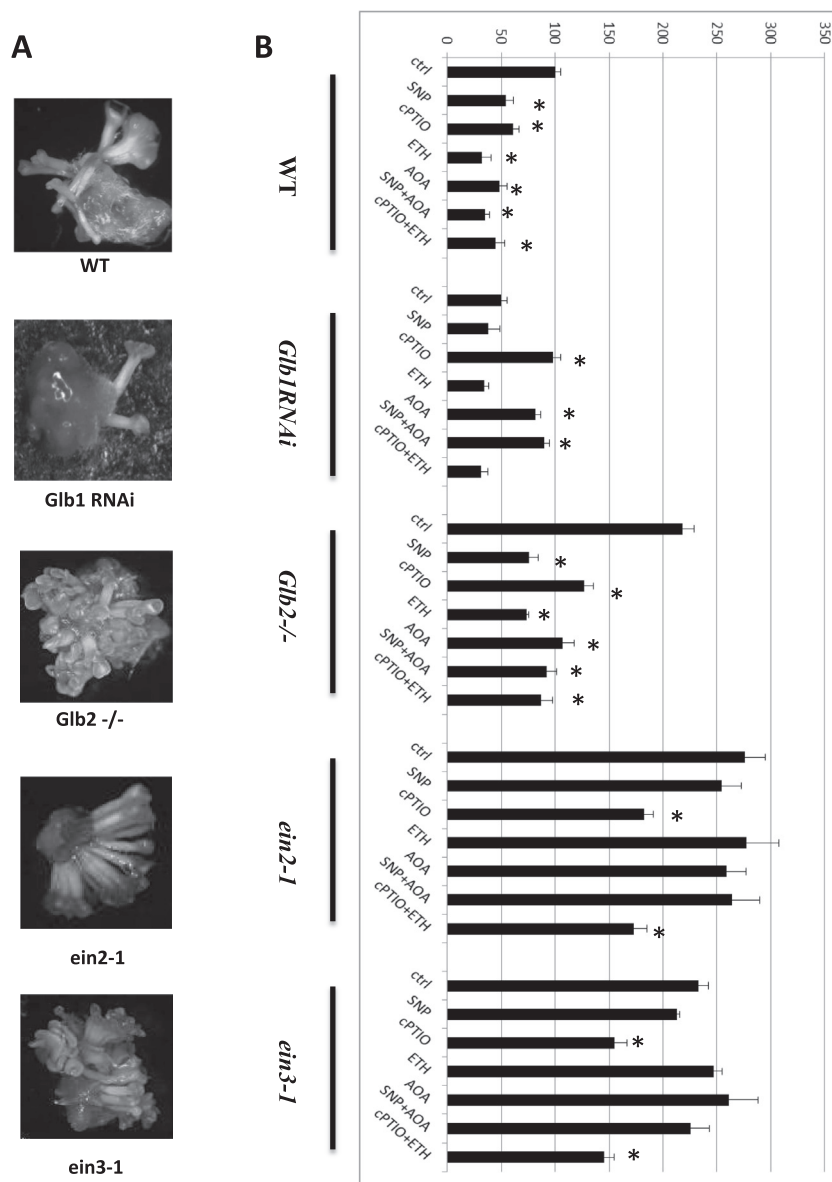 A
WT
Glb1 RNAi
Glb2 -/-
ein2-1
ein3-1
B
0 50 100 150 200 250 300 350
WT
ctrl
SNP
cPTIO
ETH
AOA
SNP+AOA
cPTIO+ETH
* * * * * *
Glb1RNAi
ctrl
SNP
cPTIO
ETH
AOA
SNP+AOA
cPTIO+ETH
* * *
Glb2-/-
ctrl
SNP
cPTIO
ETH
AOA
SNP+AOA
cPTIO+ETH
* * * * * *
ein2-1
ctrl
SNP
cPTIO
ETH
AOA
SNP+AOA
cPTIO+ETH
* *
ein3-1
ctrl
SNP
cPTIO
ETH
AOA
SNP+AOA
cPTIO+ETH
* *